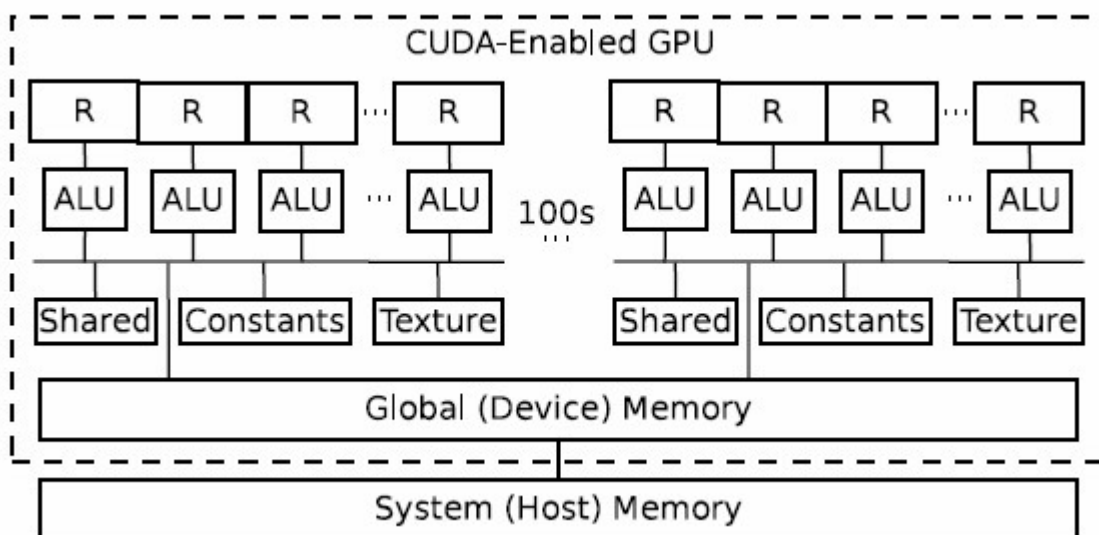 CUDA-Enabled GPU
R R R ... R R R R ... R
ALU ALU ALU ... ALU 100s ... ALU ALU ALU ... ALU
Shared Constants Texture Shared Constants Texture
Global (Device) Memory
System (Host) Memory